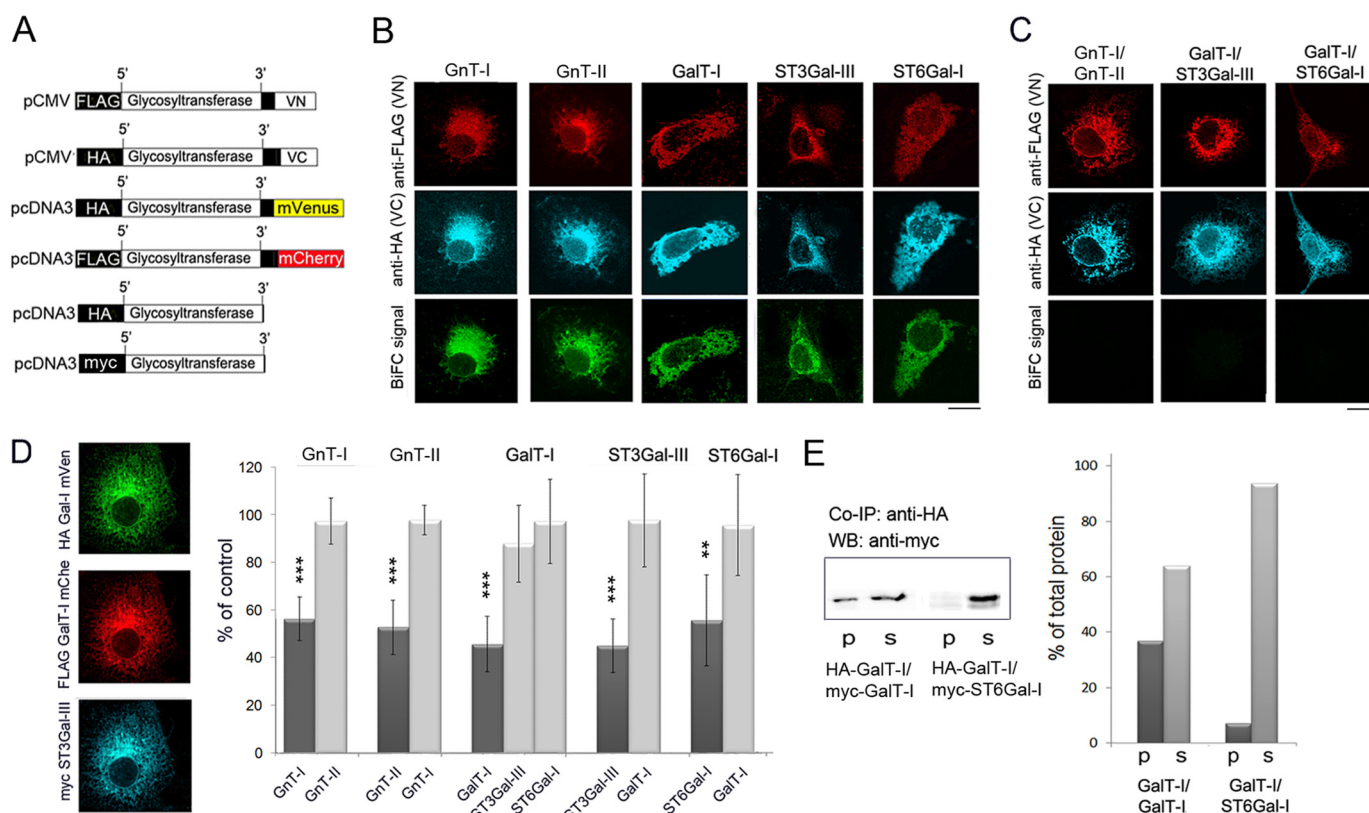 A
5' 3'
pCMV FLAG Glycosyltransferase VN
5' 3'
pCMV HA Glycosyltransferase VC
5' 3'
pcDNA3 HA Glycosyltransferase mVenus
5' 3'
pcDNA3 FLAG Glycosyltransferase mCherry
5' 3'
pcDNA3 HA Glycosyltransferase
5' 3'
pcDNA3 myc Glycosyltransferase
B
GnT-I GnT-II GalT-I ST3Gal-III ST6Gal-I
anti-FLAG (VN)
anti-HA (VC)
BiFC signal
C
GnT-I/ GalT-I/ GalT-I/
GnT-II ST3Gal-III ST6Gal-I
anti-FLAG (VN)
anti-HA (VC)
BiFC signal
D
HA Gal-I mVen
FLAG GalT-I mChe
myc ST3Gal-III
GnT-I GnT-II GalT-I ST3Gal-III ST6Gal-I
% of control
120
100
80
60
40
20
0
*** *** *** *** **
GnT-I GnT-II GnT-II GnT-I GalT-I ST3Gal-III ST6Gal-I ST3Gal-III GalT-I ST6Gal-I GalT-I
E
Co-IP: anti-HA
WB: anti-myc
p s p s
HA-GalT-I/ HA-GalT-I/
myc-GalT-I myc-ST6Gal-I
% of total protein
100
80
60
40
20
0
p s p s
GalT-I/ GalT-I/
GalT-I ST6Gal-I